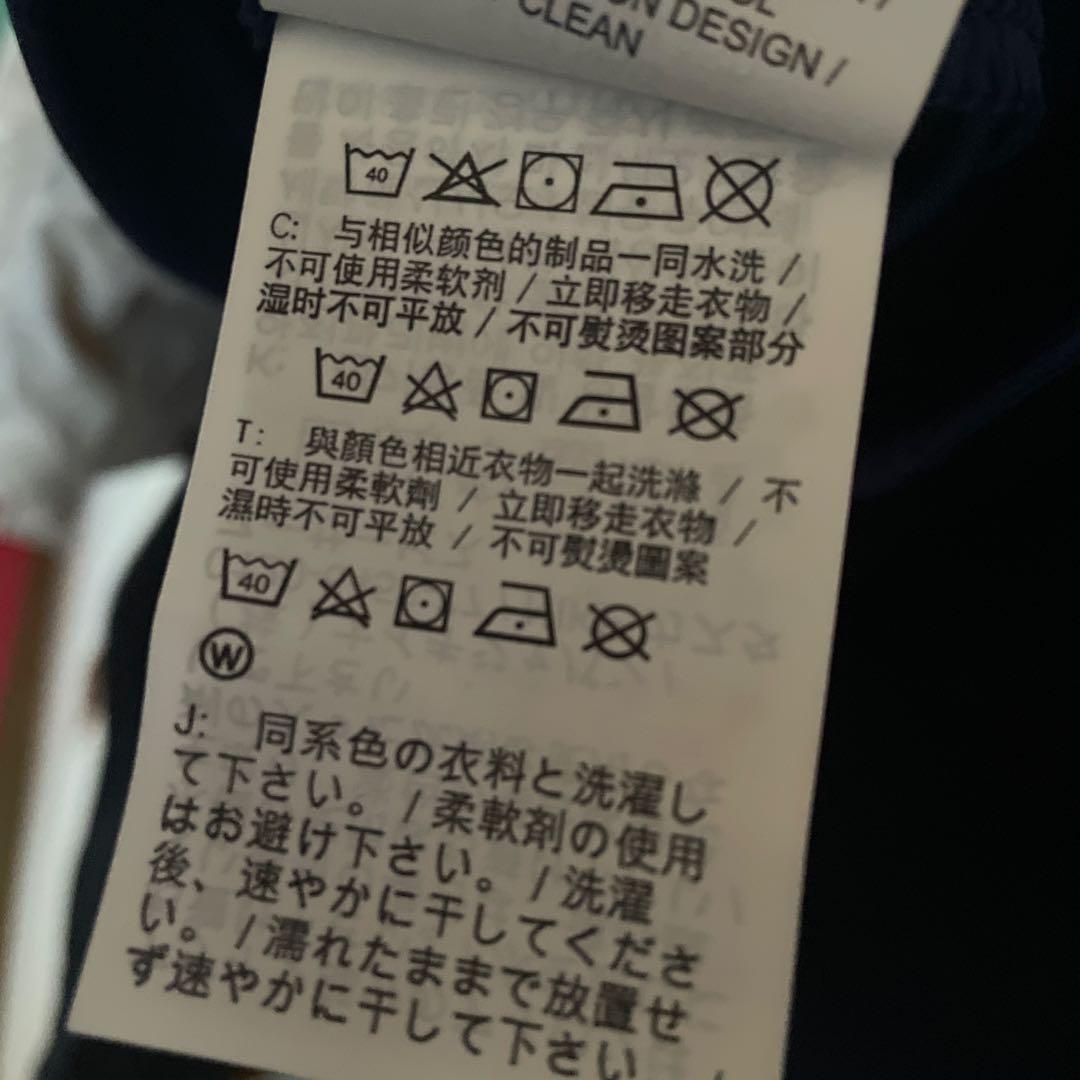 ON DESIGN /
CLEAN
40
C: 与相似颜色的制品一同水洗 /
不可使用柔软剂 / 立即移走衣物 /
湿时不可平放 / 不可熨烫图案部分
40
T: 與顏色相近衣物一起洗滌 / 不
可使用柔軟劑 / 立即移走衣物 /
濕時不可平放 / 不可熨燙圖案
40
W
J: 同系色の衣料と洗濯し
て下さい。 / 柔軟剤の使用
はお避け下さい。 / 洗濯
後、速やかに干してくださ
い。 / 濡れたままで放置せ
ず速やかに干して下さい